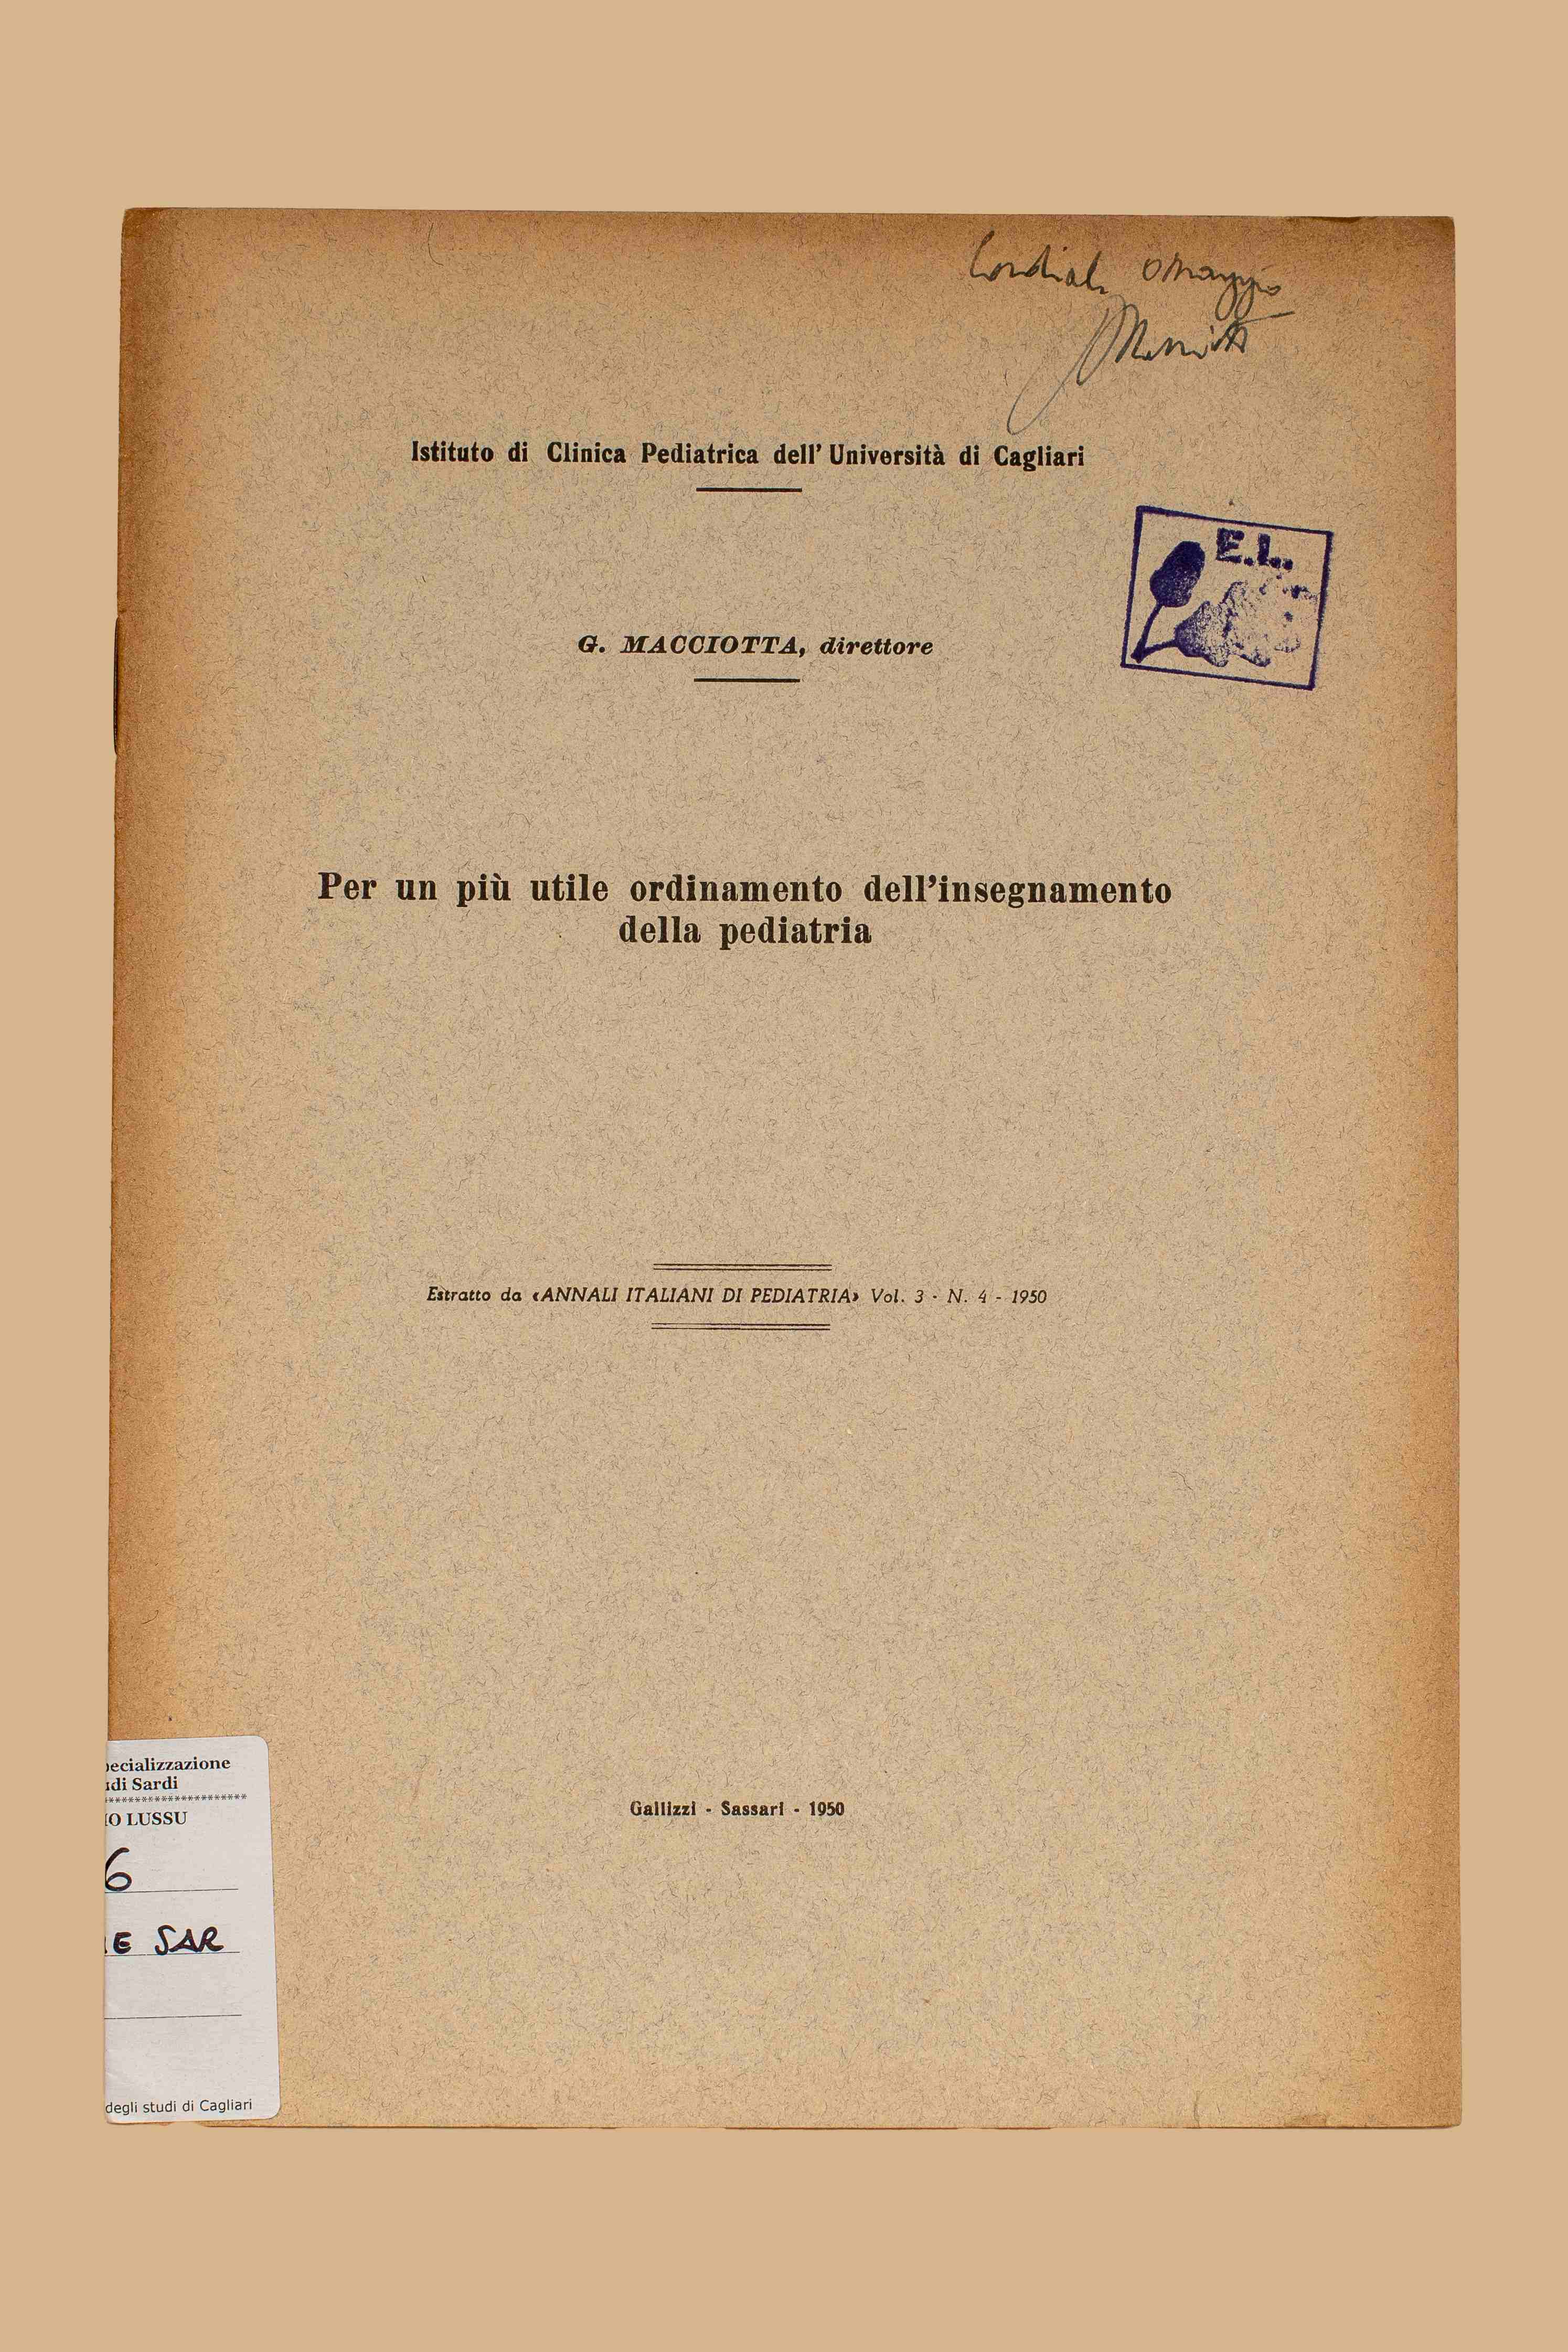 Cordiale omaggio
Istituto di Clinica Pediatrica dell' Università di Cagliari
E.L.
G. MACCIOTTA, direttore
Per un più utile ordinamento dell'insegnamento
della pediatria
Estratto da «ANNALI ITALIANI DI PEDIATRIA» Vol. 3 - N. 4 - 1950
Gallizzi - Sassari - 1950
pecializzazione
di Sardi
*********************
IO LUSSU
6
E SAR
degli studi di Cagliari